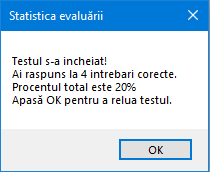 Statistica evaluării
Testul s-a incheiat!
Ai raspuns la 4 intrebari corecte.
Procentul total este 20%
Apasă OK pentru a relua testul.
OK